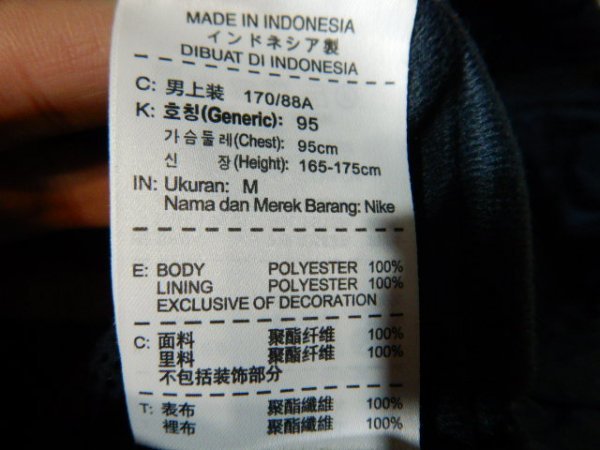 MADE IN INDONESIA
インドネシア製
DIBUAT DI INDONESIA
C: 男上装 170/88A
K: 호칭(Generic): 95
가슴둘레(Chest): 95cm
신 장(Height): 165-175cm
IN: Ukuran: M
Nama dan Merek Barang: Nike
E: BODY POLYESTER 100%
LINING POLYESTER 100%
EXCLUSIVE OF DECORATION
C: 面料 聚酯纤维 100%
里料 聚酯纤维 100%
不包括装饰部分
T: 表布 聚酯纖維 100%
裡布 聚酯纖維 100%